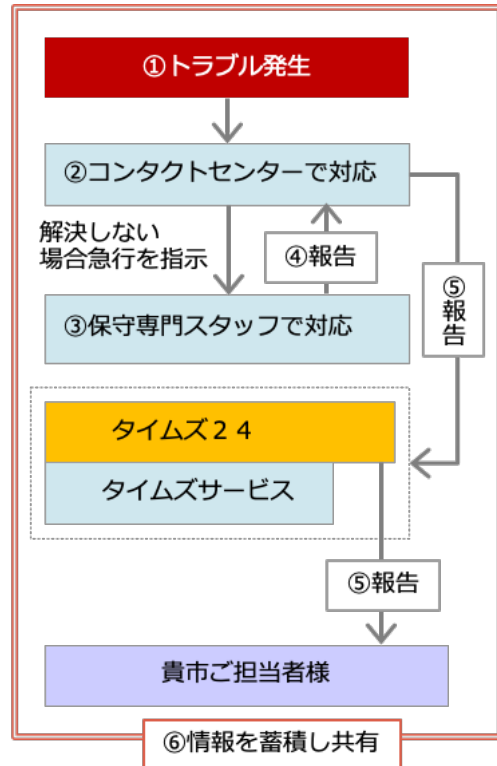 ①トラブル発生
②コンタクトセンターで対応
解決しない
場合急行を指示
④報告
⑤報告
③保守専門スタッフで対応
タイムズ２４
タイムズサービス
⑤報告
貴市ご担当者様
⑥情報を蓄積し共有